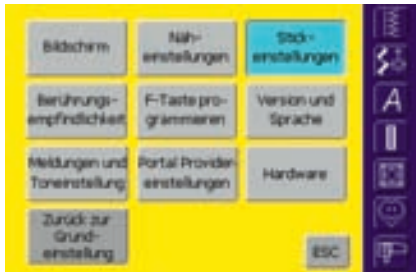 Bildschirm
Näh-
einstellungen
Stick-
einstellungen
Berührungs-
empfindlichkeit
F-Taste pro-
grammieren
Version und
Sprache
Meldungen und
Toneinstellung
Portal Provider-
einstellungen
Hardware
Zurück zur
Grund-
einstellung
ESC
A